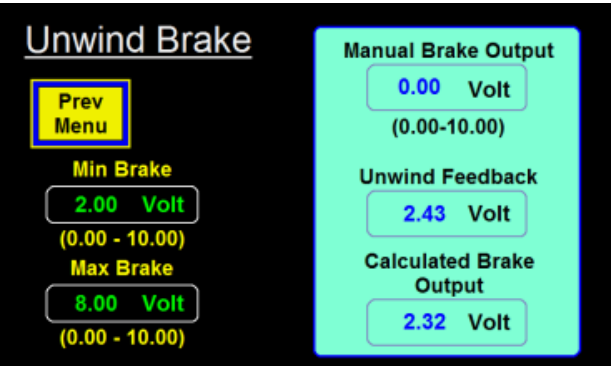 Unwind Brake
Prev
Menu
Min Brake
2.00 Volt
(0.00 - 10.00)
Max Brake
8.00 Volt
(0.00 - 10.00)
Manual Brake Output
0.00 Volt
(0.00-10.00)
Unwind Feedback
2.43 Volt
Calculated Brake
Output
2.32 Volt